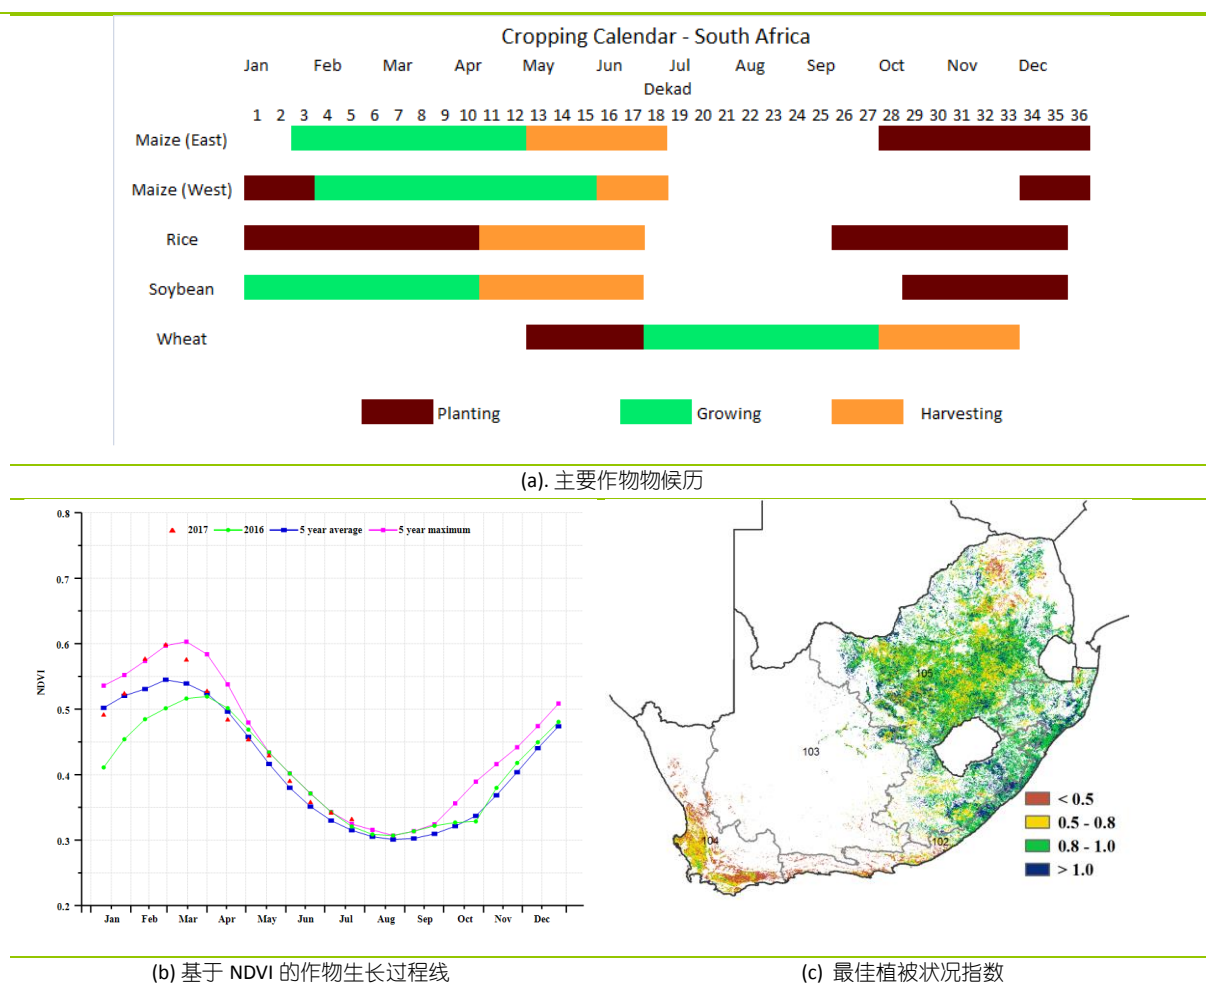 Cropping Calendar - South Africa
Jan Feb Mar Apr May Jun Jul Aug Sep Oct Nov Dec
Dekad
1 2 3 4 5 6 7 8 9 10 11 12 13 14 15 16 17 18 19 20 21 22 23 24 25 26 27 28 29 30 31 32 33 34 35 36
Maize (East)
Maize (West)
Rice
Soybean
Wheat
Planting Growing Harvesting
(a). 主要作物物候历
0.8
2017 2016 5 year average 5 year maximum
0.7
0.6
0.5
0.4
0.3
0.2
NDVI
Jan Feb Mar Apr May Jun Jul Aug Sep Oct Nov Dec
105
103
104
102
< 0.5
0.5 - 0.8
0.8 - 1.0
> 1.0
(b) 基于 NDVI 的作物生长过程线
(c) 最佳植被状况指数